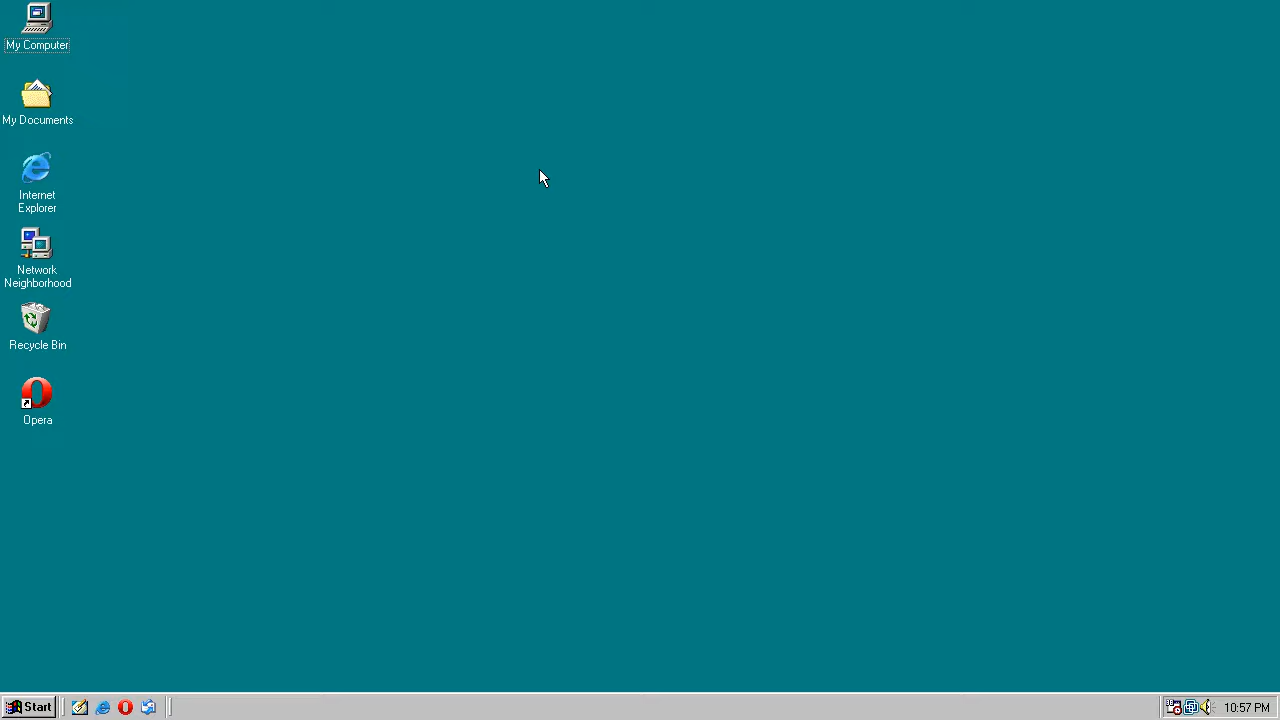 My Computer
My Documents
Internet
Explorer
Network
Neighborhood
Recycle Bin
Opera
Start
10:57 PM